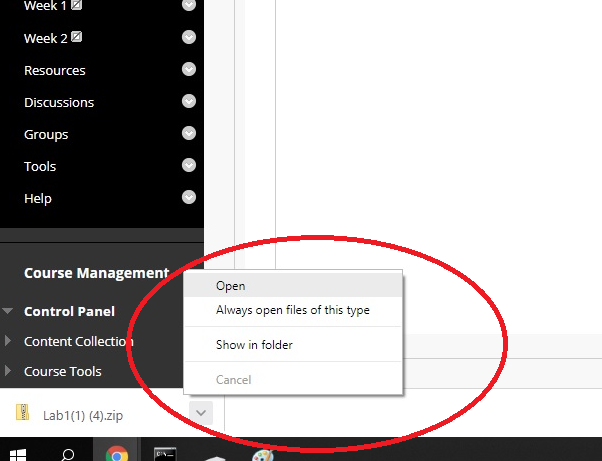 Week 1
Week 2
Resources
Discussions
Groups
Tools
Help
Course Management
Control Panel
Content Collection
Course Tools
Open
Always open files of this type
Show in folder
Cancel
Lab1(1) (4).zip